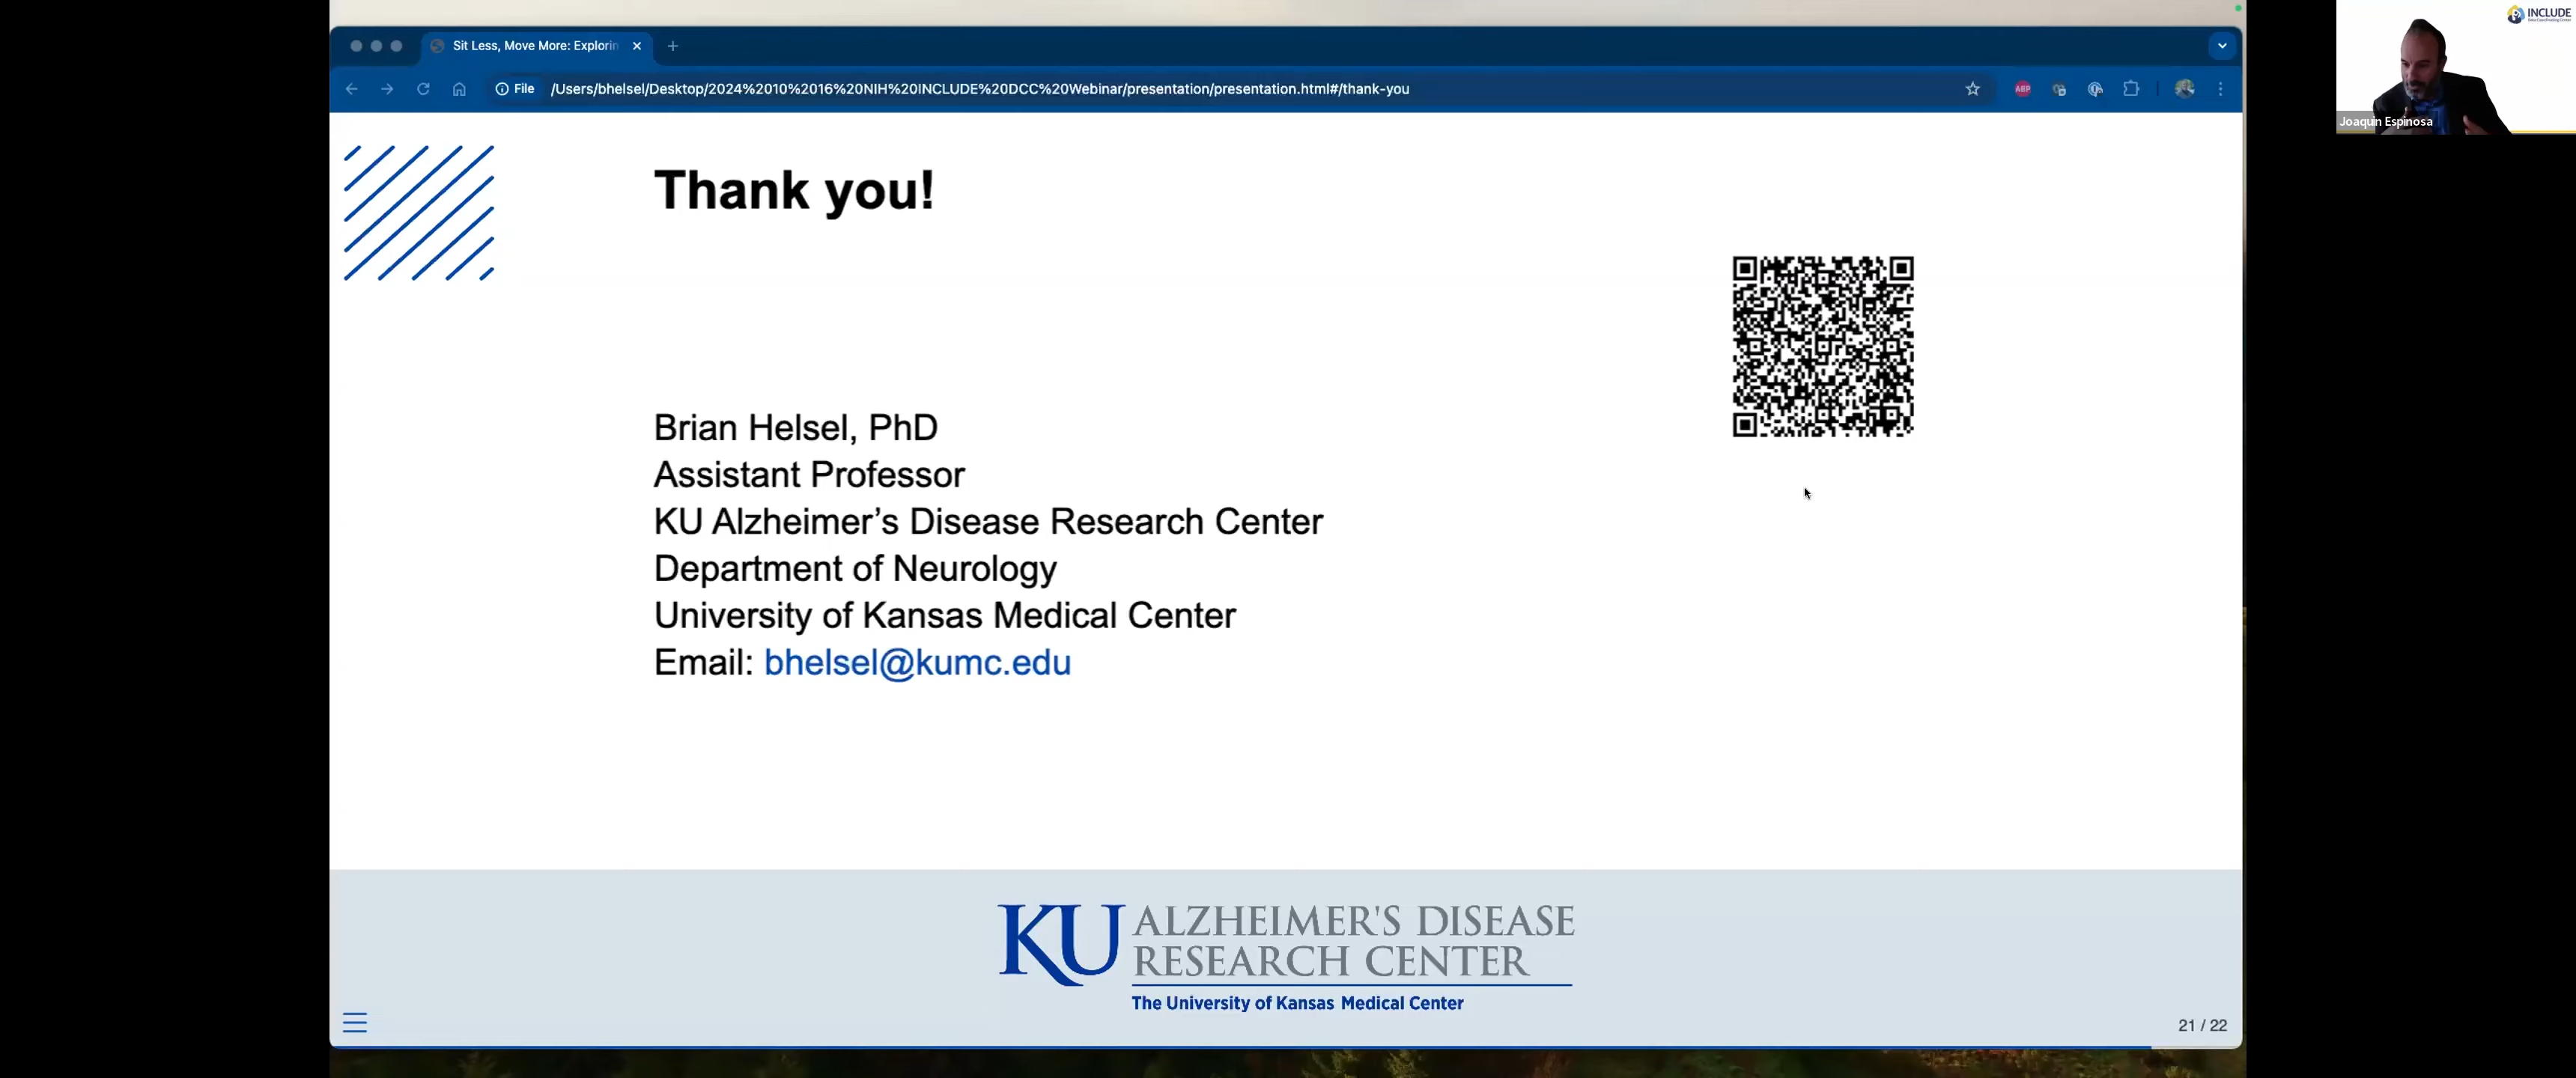 Sit Less, Move More: Explorin
File
/Users/bhelsel/Desktop/2024%2010%2016%20NIH%20INCLUDE%20DCC%20Webinar/presentation/presentation.html#/thank-you
ABP
INCLUDE
Joaquin Espinosa
Thank you!
Brian Helsel, PhD
Assistant Professor
KU Alzheimer’s Disease Research Center
Department of Neurology
University of Kansas Medical Center
Email: bhelsel@kumc.edu
KU ALZHEIMER'S DISEASE
RESEARCH CENTER
The University of Kansas Medical Center
21 / 22